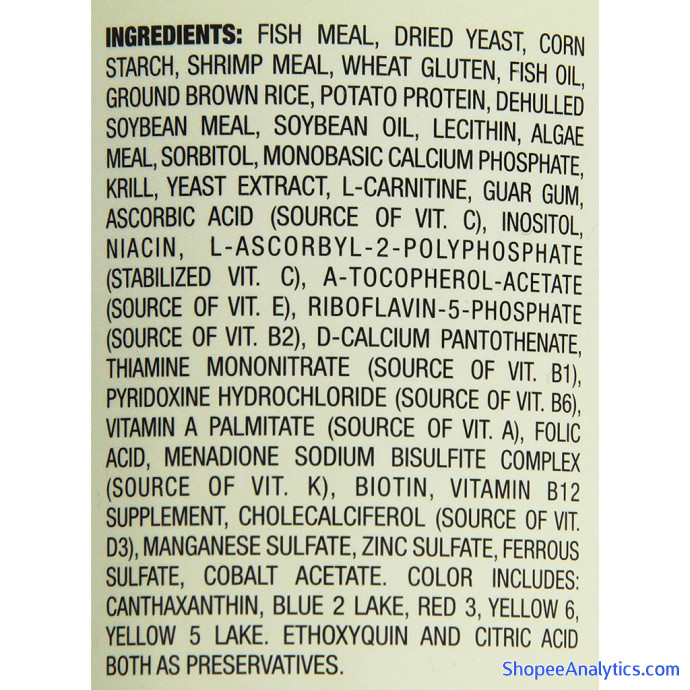 INGREDIENTS: FISH MEAL, DRIED YEAST, CORN
STARCH, SHRIMP MEAL, WHEAT GLUTEN, FISH OIL,
GROUND BROWN RICE, POTATO PROTEIN, DEHULLED
SOYBEAN MEAL, SOYBEAN OIL, LECITHIN, ALGAE
MEAL, SORBITOL, MONOBASIC CALCIUM PHOSPHATE,
KRILL, YEAST EXTRACT, L-CARNITINE, GUAR GUM,
ASCORBIC ACID (SOURCE OF VIT. C), INOSITOL,
NIACIN, L-ASCORBYL-2-POLYPHOSPHATE
(STABILIZED VIT. C), A-TOCOPHEROL-ACETATE
(SOURCE OF VIT. E), RIBOFLAVIN-5-PHOSPHATE
(SOURCE OF VIT. B2), D-CALCIUM PANTOTHENATE,
THIAMINE MONONITRATE (SOURCE OF VIT. B1),
PYRIDOXINE HYDROCHLORIDE (SOURCE OF VIT. B6),
VITAMIN A PALMITATE (SOURCE OF VIT. A), FOLIC
ACID, MENADIONE SODIUM BISULFITE COMPLEX
(SOURCE OF VIT. K), BIOTIN, VITAMIN B12
SUPPLEMENT, CHOLECALCIFEROL (SOURCE OF VIT.
D3), MANGANESE SULFATE, ZINC SULFATE, FERROUS
SULFATE, COBALT ACETATE. COLOR INCLUDES:
CANTHAXANTHIN, BLUE 2 LAKE, RED 3, YELLOW 6,
YELLOW 5 LAKE. ETHOXYQUIN AND CITRIC ACID
BOTH AS PRESERVATIVES.
ShopeeAnalytics.com